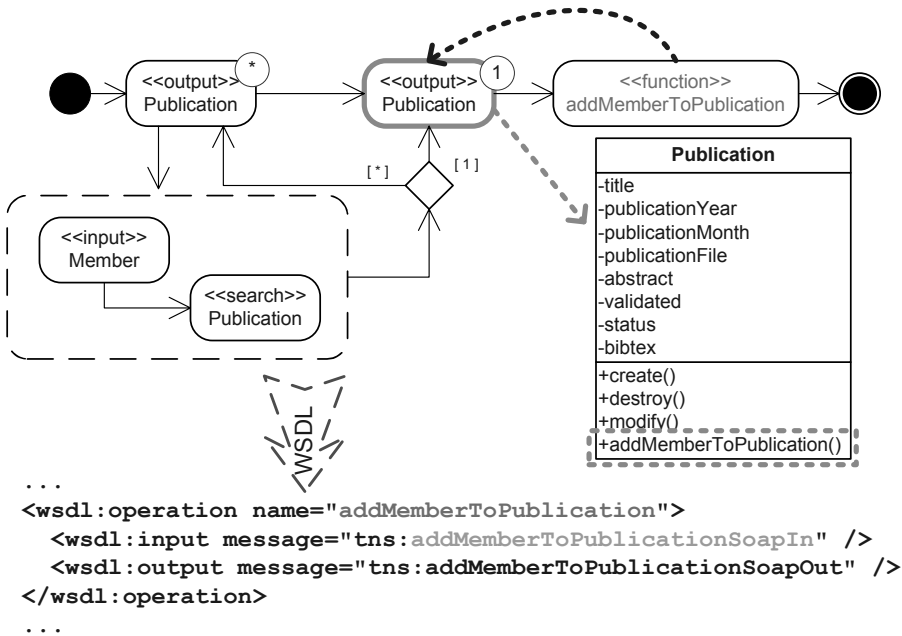 <<output>>
Publication
*
<<output>>
Publication
1
<<function>>
addMemberToPublication
[ * ]
[ 1 ]
<<input>>
Member
<<search>>
Publication
Publication
-title
-publicationYear
-publicationMonth
-publicationFile
-abstract
-validated
-status
-bibtex
+create()
+destroy()
+modify()
+addMemberToPublication()
WSDL
...
<wsdl:operation name="addMemberToPublication">
<wsdl:input message="tns:addMemberToPublicationSoapIn" />
<wsdl:output message="tns:addMemberToPublicationSoapOut" />
</wsdl:operation>
...